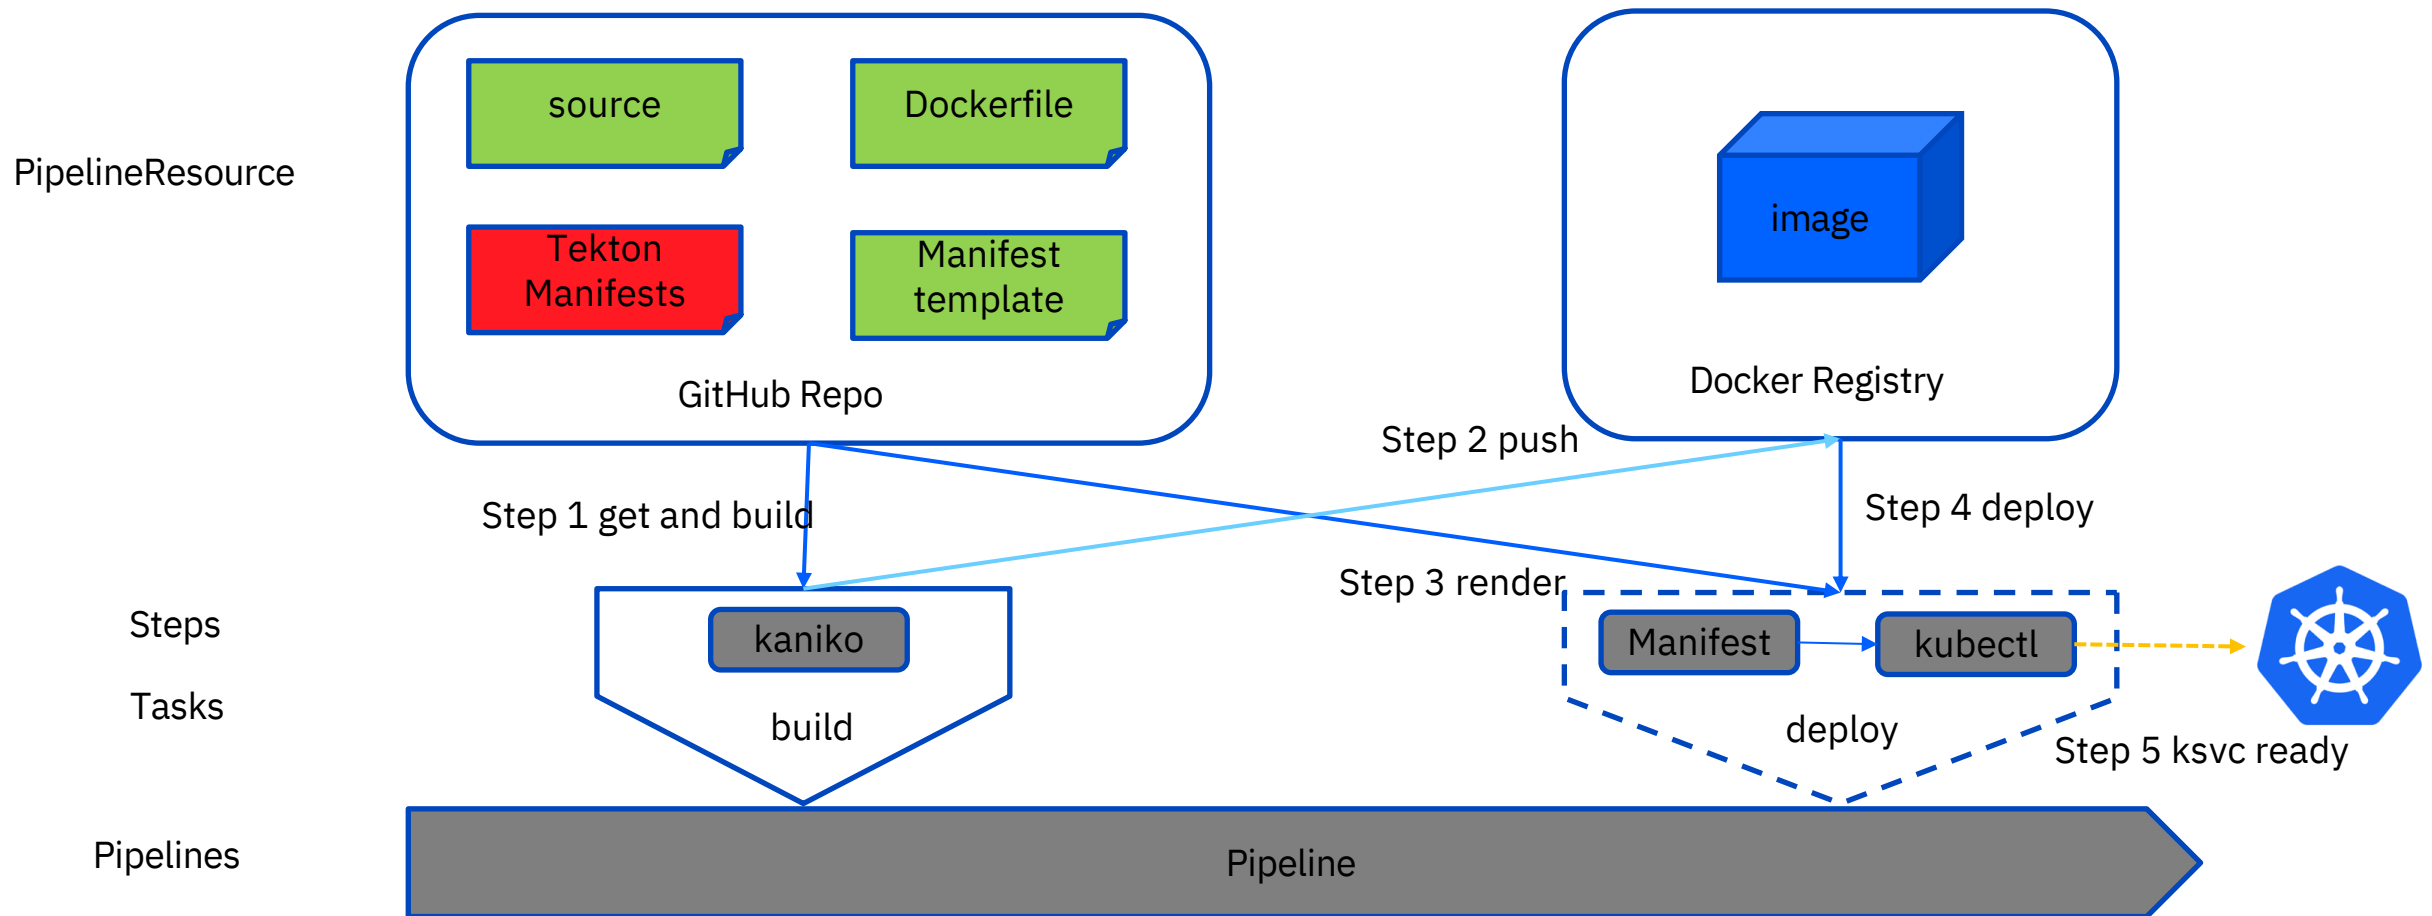 source
Dockerfile
PipelineResource
Tekton
Manifests
Manifest
template
image
GitHub Repo
Docker Registry
Step 2 push
Step 1 get and build
Step 4 deploy
Step 3 render
Steps
kaniko
Manifest
kubectl
Tasks
build
deploy
Step 5 ksvc ready
Pipelines
Pipeline